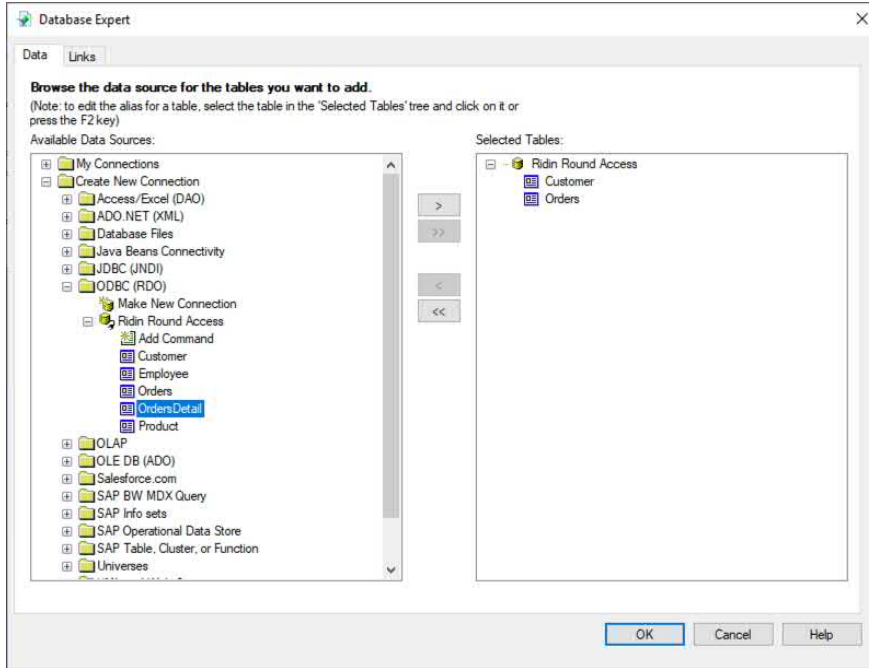 Database Expert
Data
Links
Browse the data source for the tables you want to add.
(Note: to edit the alias for a table, select the table in the 'Selected Tables' tree and click on it or
press the F2 key)
Available Data Sources:
My Connections
Create New Connection
Access/Excel (DAO)
ADO.NET (XML)
Database Files
Java Beans Connectivity
JDBC (JNDI)
ODBC (RDO)
Make New Connection
Ridin Round Access
Add Command
Customer
Employee
Orders
OrdersDetail
Product
OLAP
OLE DB (ADO)
Salesforce.com
SAP BW MDX Query
SAP Info sets
SAP Operational Data Store
SAP Table, Cluster, or Function
Universes
>
>>
<
<<
Selected Tables:
Ridin Round Access
Customer
Orders
OK
Cancel
Help